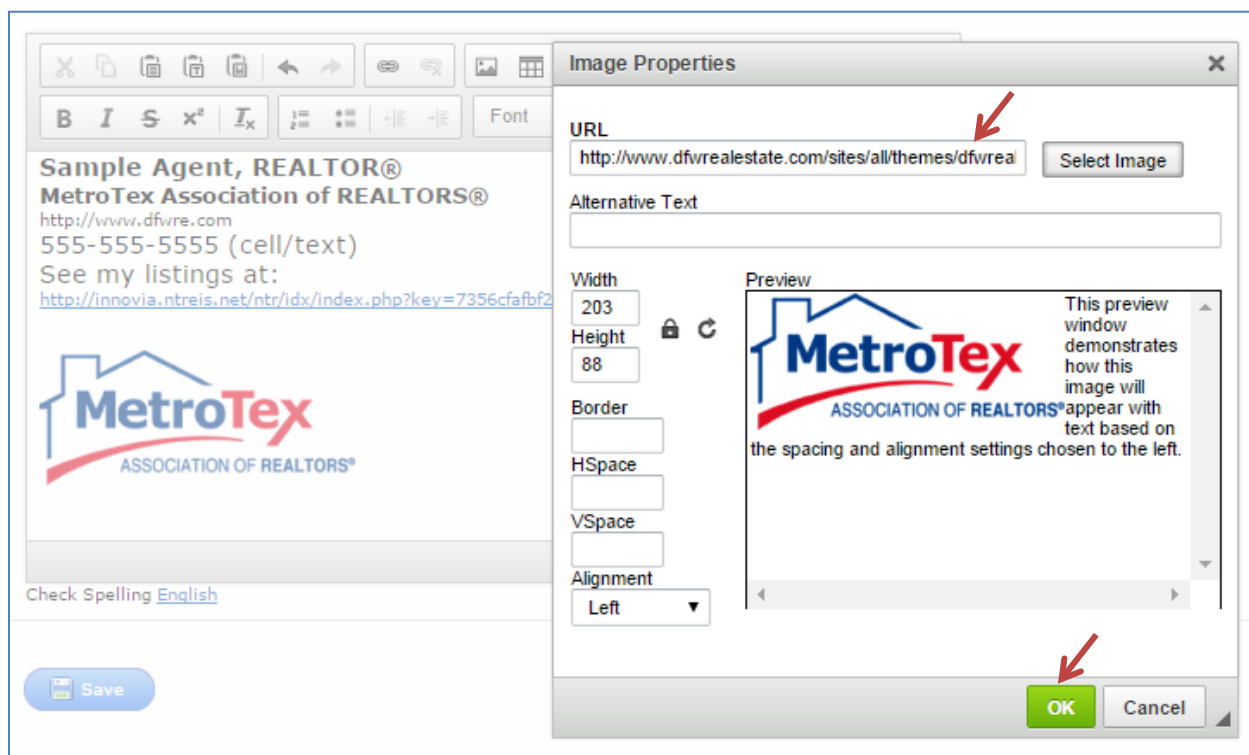 B I S x² Ix Font
Sample Agent, REALTOR®
MetroTex Association of REALTORS®
http://www.dfwre.com
555-555-5555 (cell/text)
See my listings at:
http://innovia.ntreis.net/ntr/idx/index.php?key=7356cfafbf2
MetroTex
ASSOCIATION OF REALTORS®
Check Spelling English
Save
Image Properties
URL
http://www.dfwrealestate.com/sites/all/themes/dfwreal
Select Image
Alternative Text
Width
203
Height
88
Border
HSpace
VSpace
Alignment
Left
Preview
MetroTex
ASSOCIATION OF REALTORS®
This preview
window
demonstrates
how this
image will
appear with
text based on
the spacing and alignment settings chosen to the left.
OK Cancel